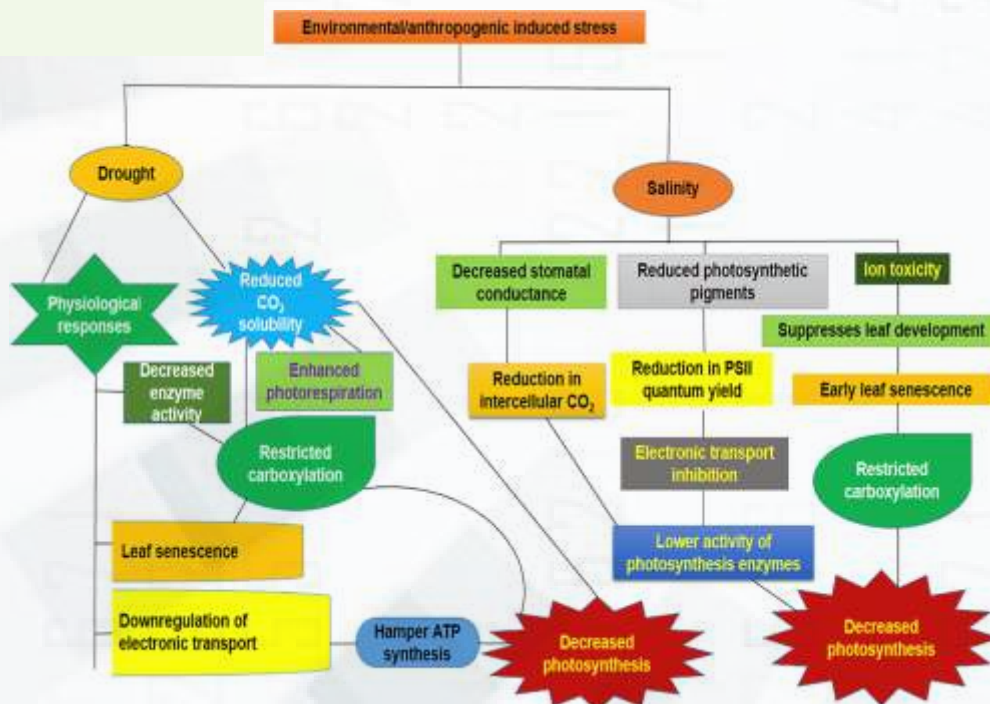 Environmental/anthropogenic induced stress
Drought
Salinity
Physiological
responses
Reduced
CO₂
solubility
Decreased stomatal
conductance
Reduced photosynthetic
pigments
Ion toxicity
Suppresses leaf development
Decreased
enzyme
activity
Enhanced
photorespiration
Reduction in
intercellular CO₂
Reduction in PSII
quantum yield
Early leaf senescence
Restricted
carboxylation
Electronic transport
inhibition
Restricted
carboxylation
Leaf senescence
Lower activity of
photosynthesis enzymes
Downregulation of
electronic transport
Hamper ATP
synthesis
Decreased
photosynthesis
Decreased
photosynthesis